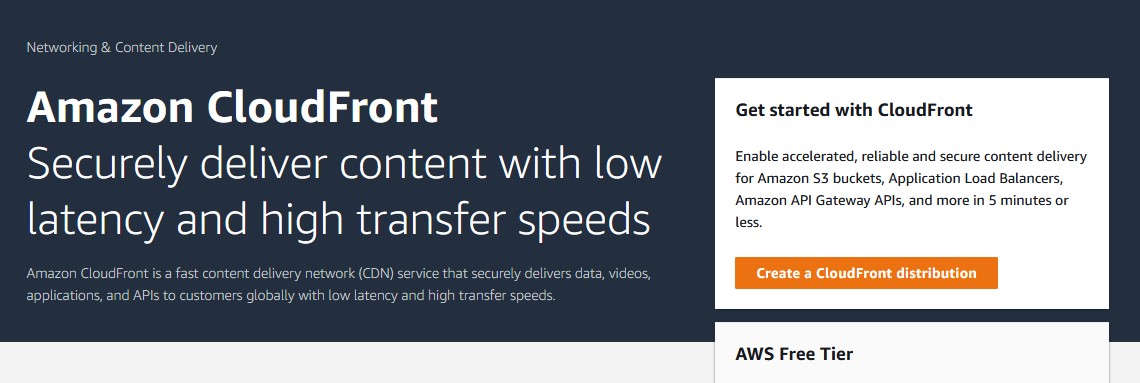 Networking & Content Delivery
Amazon CloudFront
Securely deliver content with low
latency and high transfer speeds
Amazon CloudFront is a fast content delivery network (CDN) service that securely delivers data, videos,
applications, and APIs to customers globally with low latency and high transfer speeds.
Get started with CloudFront
Enable accelerated, reliable and secure content delivery
for Amazon S3 buckets, Application Load Balancers,
Amazon API Gateway APIs, and more in 5 minutes or
less.
Create a CloudFront distribution
AWS Free Tier